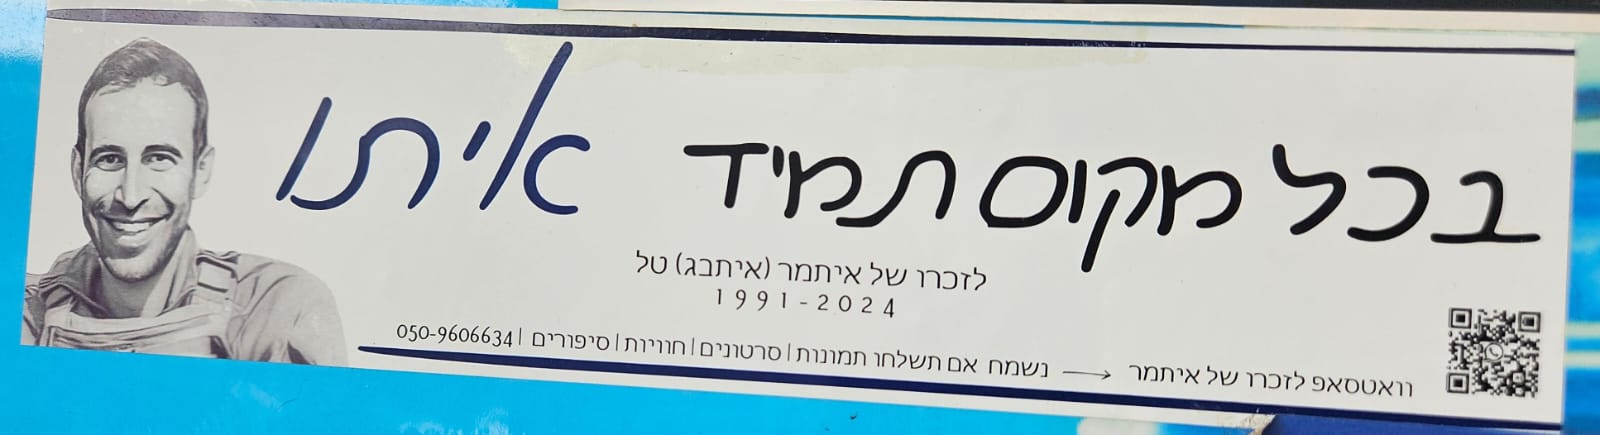 בכל מקום תמיד איתו
לזכרו של איתמר (איתבג) טל
1991-2024
וואטסאפ לזכרו של איתמר → נשמח אם תשלחו תמונות | סרטונים | חוויות | סיפורים | 050-9606634